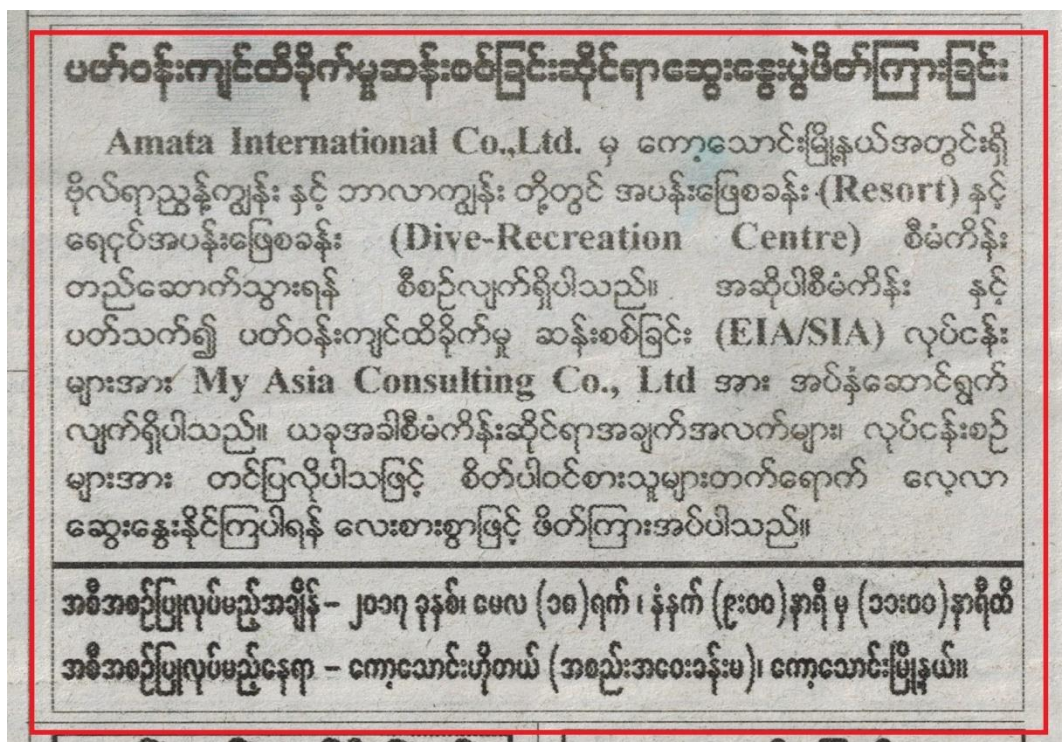 ပတ်ဝန်းကျင်ထိခိုက်မှုဆန်းစစ်ခြင်းဆိုင်ရာဆွေးနွေးပွဲဖိတ်ကြားခြင်း
Amata International Co.,Ltd. မှ ကော့သောင်းမြို့နယ်အတွင်းရှိ
ဗိုလ်ရာညွန့်ကျွန်း နှင့် ဘာလာကျွန်း တို့တွင် အပန်းဖြေစခန်း (Resort) နှင့်
ရေငုပ်အပန်းဖြေစခန်း (Dive-Recreation Centre) စီမံကိန်း
တည်ဆောက်သွားရန် စီစဉ်လျက်ရှိပါသည်။ အဆိုပါစီမံကိန်း နှင့်
ပတ်သက်၍ ပတ်ဝန်းကျင်ထိခိုက်မှု ဆန်းစစ်ခြင်း (EIA/SIA) လုပ်ငန်း
များအား My Asia Consulting Co., Ltd အား အပ်နှံဆောင်ရွက်
လျက်ရှိပါသည်။ ယခုအခါစီမံကိန်းဆိုင်ရာအချက်အလက်များ၊ လုပ်ငန်းစဉ်
များအား တင်ပြလိုပါသဖြင့် စိတ်ပါဝင်စားသူများတက်ရောက် လေ့လာ
ဆွေးနွေးနိုင်ကြပါရန် လေးစားစွာဖြင့် ဖိတ်ကြားအပ်ပါသည်။
အစီအစဉ်ပြုလုပ်မည့်အချိန် – ၂၀၁၇ ခုနှစ်၊ မေလ (၁၈)ရက် ၊ နံနက် (၉:၀၀)နာရီ မှ (၁၁:၀၀)နာရီထိ
အစီအစဉ်ပြုလုပ်မည့်နေရာ – ကော့သောင်းဟိုတယ် (အစည်းအဝေးခန်းမ)၊ ကော့သောင်းမြို့နယ်။